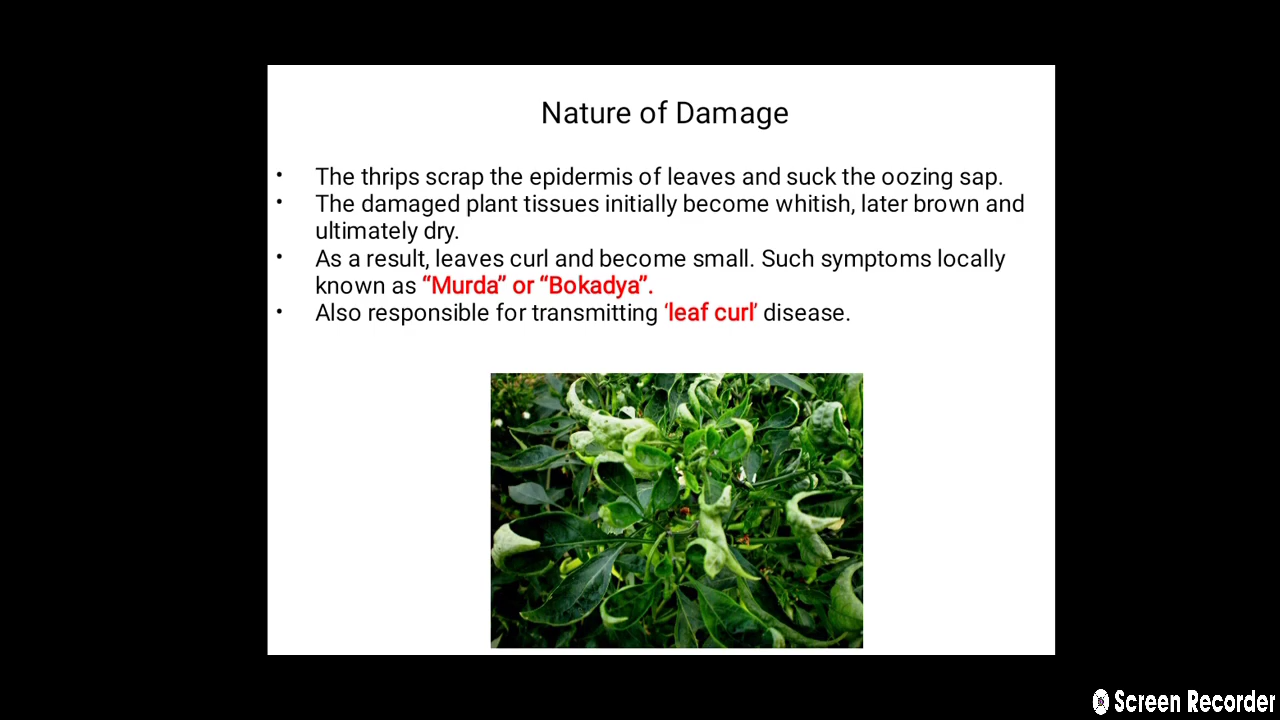 Nature of Damage
• The thrips scrap the epidermis of leaves and suck the oozing sap.
• The damaged plant tissues initially become whitish, later brown and
ultimately dry.
• As a result, leaves curl and become small. Such symptoms locally
known as “Murda” or “Bokadya”.
• Also responsible for transmitting ‘leaf curl’ disease.
Screen Recorder